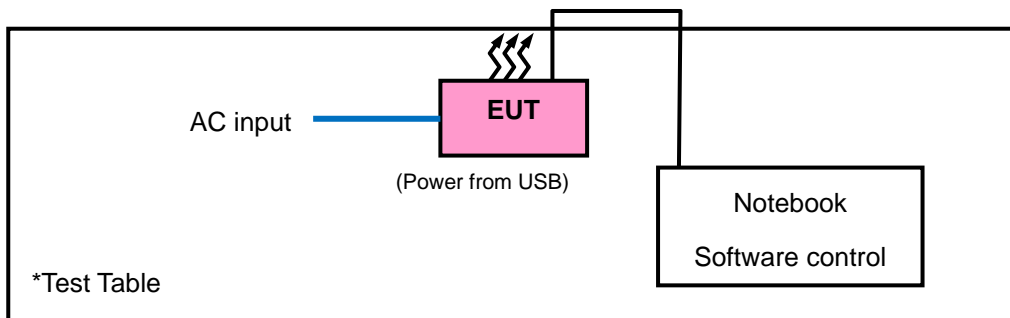 EUT
AC input
(Power from USB)
Notebook
Software control
*Test Table